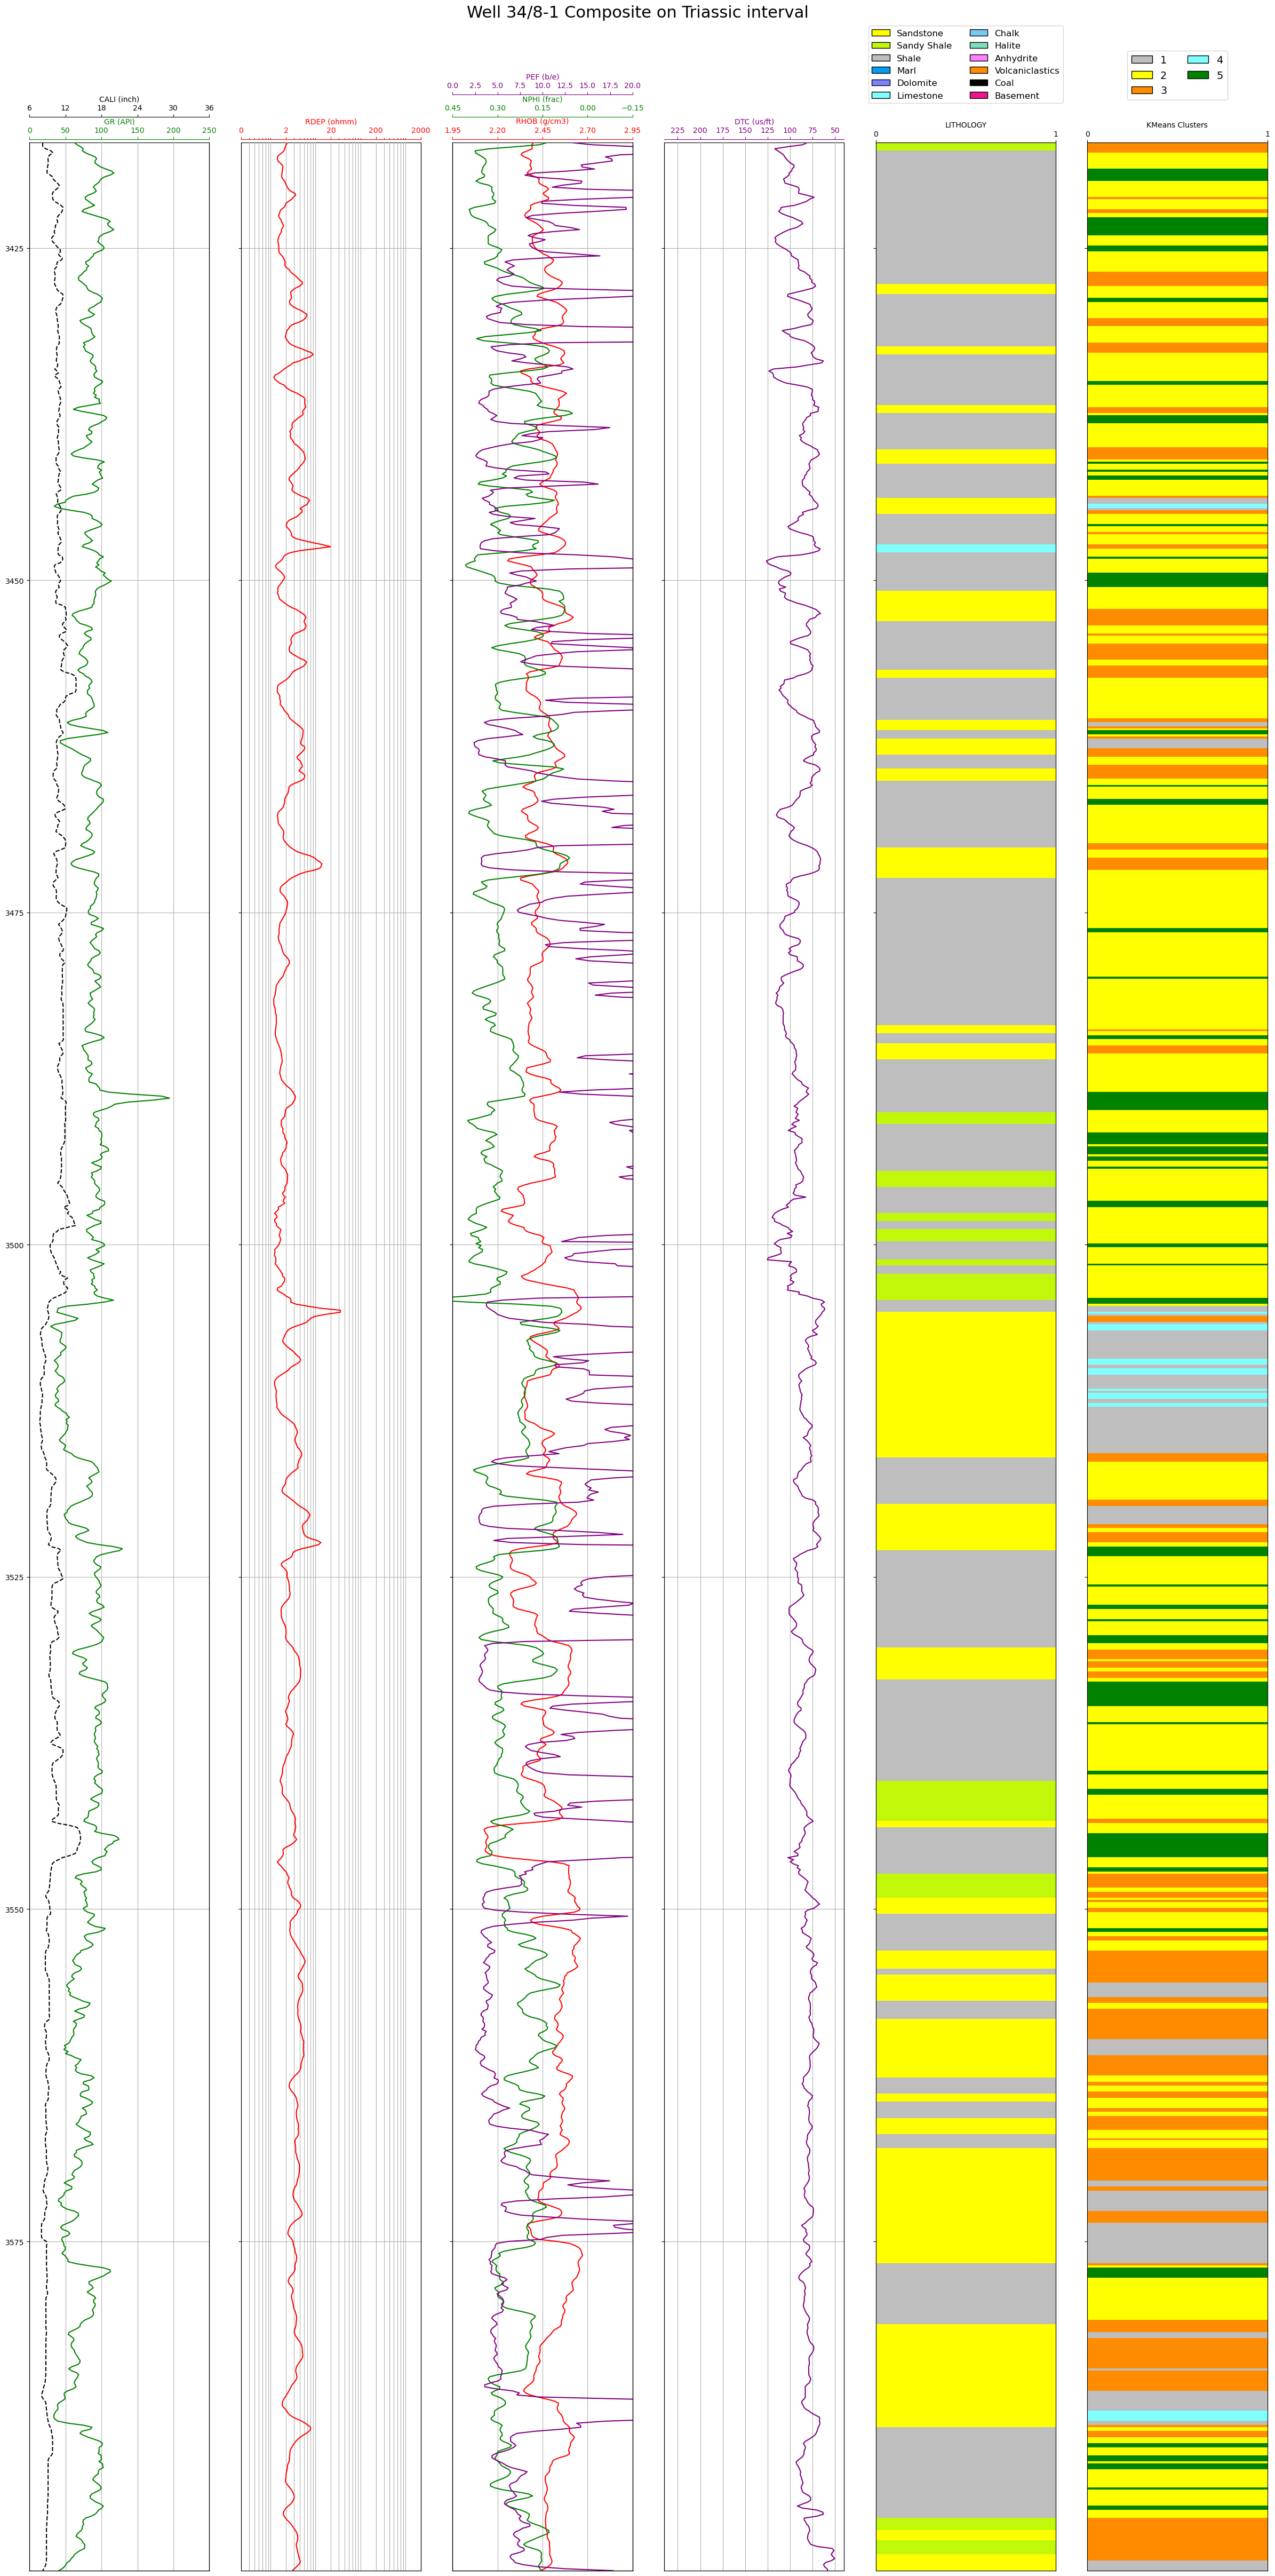 Well 34/8-1 Composite on Triassic interval
Sandstone Chalk
Sandy Shale Halite
Shale Anhydrite
Marl Volcaniclastics
Dolomite Coal
Limestone Basement
1 4
2 5
3
PEF (b/e)
0.0 2.5 5.0 7.5 10.0 12.5 15.0 17.5 20.0
CALI (inch)
6 12 18 24 30 36
NPHI (frac)
0.45 0.30 0.15 0.00 −0.15
GR (API)
0 50 100 150 200 250
RDEP (ohmm)
0 2 20 200 2000
RHOB (g/cm3)
1.95 2.20 2.45 2.70 2.95
DTC (us/ft)
225 200 175 150 125 100 75 50
LITHOLOGY
0 1
KMeans Clusters
0 1
3425
3450
3475
3500
3525
3550
3575